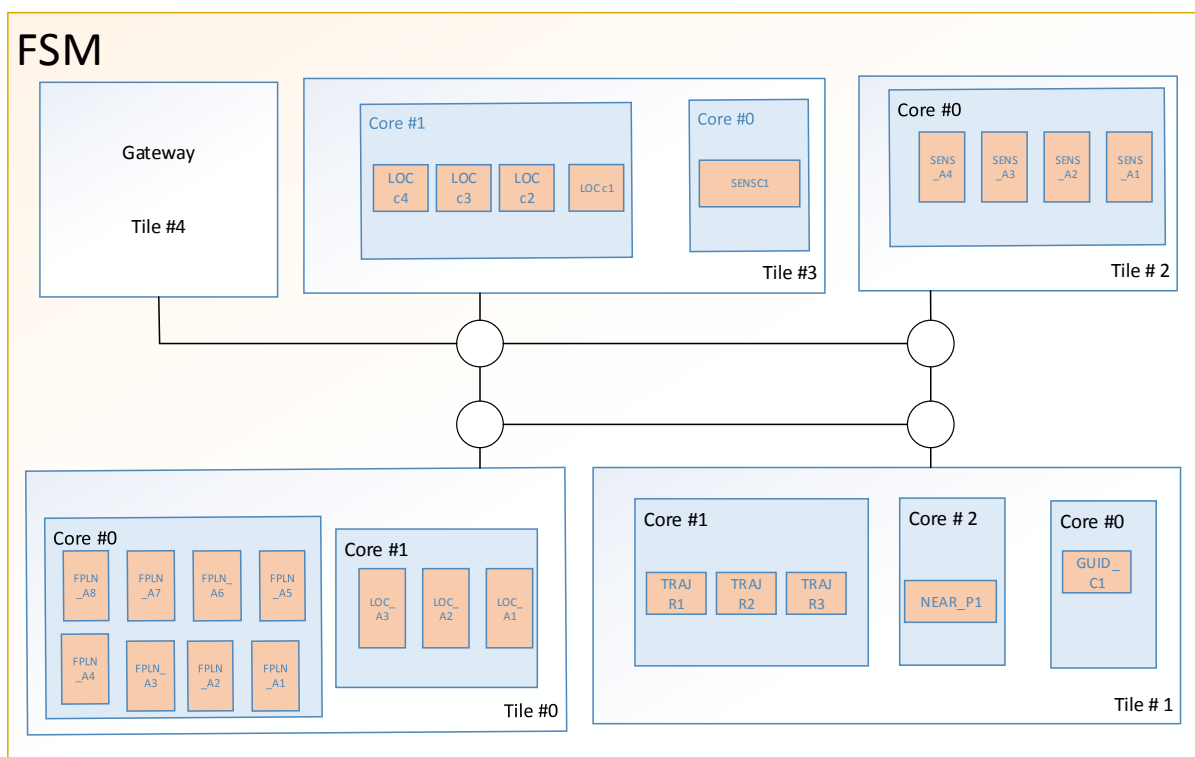 FSM
Gateway
Tile #4
Core #1
LOC
c4
LOC
c3
LOC
c2
LOC c1
Core #0
SENSC1
Tile #3
Core #0
SENS
_A4
SENS
_A3
SENS
_A2
SENS
_A1
Tile # 2
Core #0
FPLN
_A8
FPLN
_A7
FPLN_
A6
FPLN
_A5
FPLN
_A4
FPLN_
_A3
FPLN
_A2
FPLN
_A1
Core #1
LOC_
A3
LOC_
A2
LOC_
A1
Tile #0
Core #1
TRAJ
R1
TRAJ
R2
TRAJ
R3
Core # 2
NEAR_P1
Core #0
GUID_
C1
Tile # 1